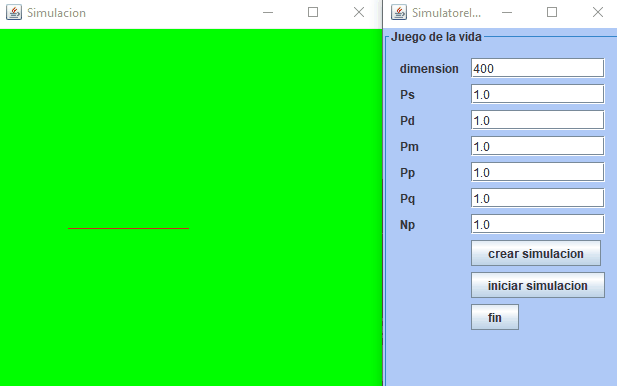 Simulacion
Simulatorel...
Juego de la vida
dimension 400
Ps 1.0
Pd 1.0
Pm 1.0
Pp 1.0
Pq 1.0
Np 1.0
crear simulacion
iniciar simulacion
fin